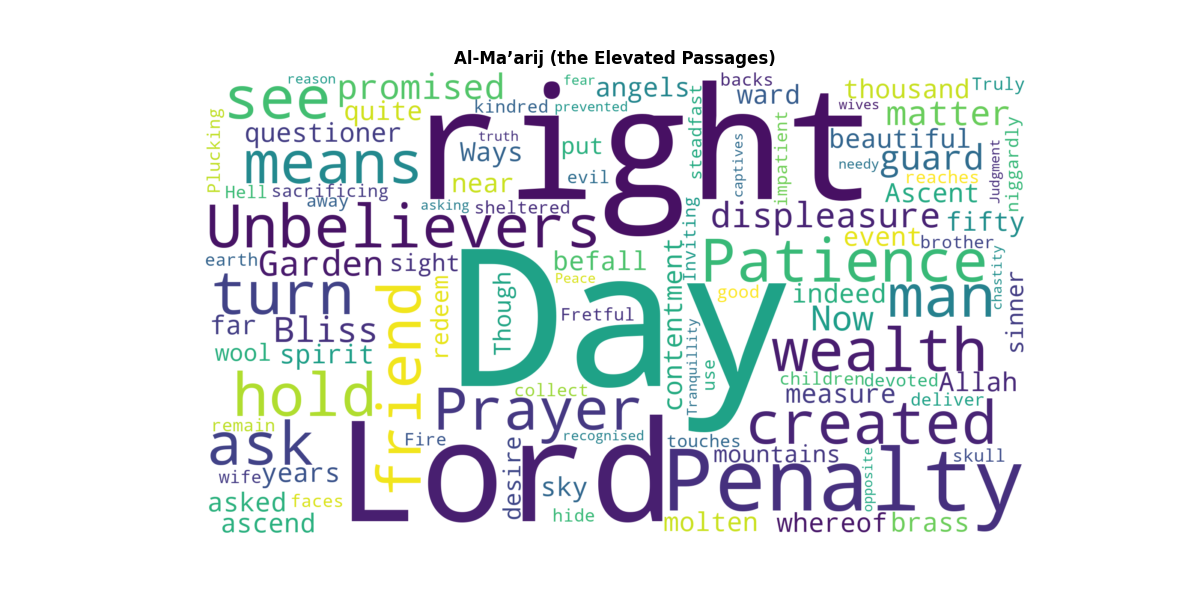 Al-Ma’arij (the Elevated Passages)
reason
see
promised
fear
angels
backs
ward
thousand
Truly
quite
kindred
prevented
steadfast
right
wives
matter
Plucking
questioner
truth
Ways
put
captives
impatient
beautiful
needy
guard
Judgment
niggardly
means
near
evil
reaches
Hell
sacrificing
away
asking
sheltered
Ascent
Unbelievers
Inviting
displeasure
fifty
event
brother
earth
Garden
sight
befall
contentment
Patience
chastity
turn
friend
redeem
Though
Day
Peace
good
indeed
man
sinner
far
Bliss
Fretful
Tranquillity
Now
wool
spirit
use
wealth
hold
collect
children
devoted
Allah
measure
deliver
Prayer
created
remain
ask
Fire
Lord
desire
recognised
touches
mountains
opposite
skull
wife
years
sky
Penalty
asked
faces
hide
molten
whereof
brass
ascend